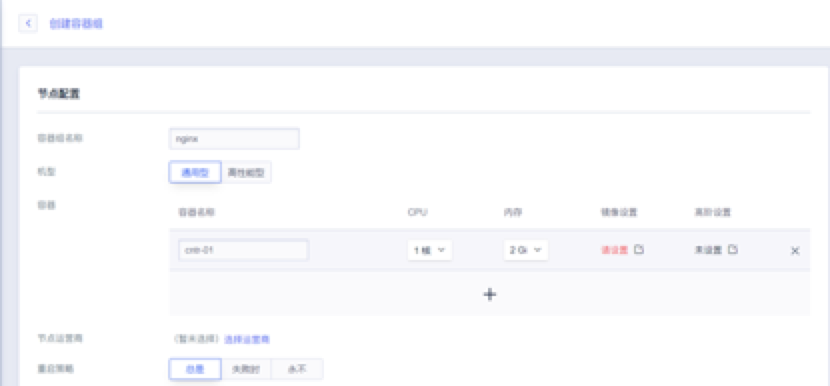 创建容器组
节点配置
容器组名称 nginx
机型 通用型 高性能型
容器 容器名称 CPU 内存 镜像设置 高阶设置
cntr-01 1 核 2 Gi 请设置 未设置
节点运营商 (暂未选择) 选择运营商
重启策略 总是 失败时 永不